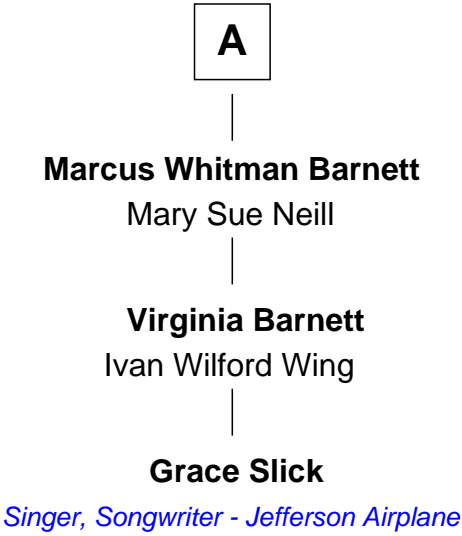 A
Marcus Whitman Barnett
Mary Sue Neill
Virginia Barnett
Ivan Wilford Wing
Grace Slick
Singer, Songwriter - Jefferson Airplane